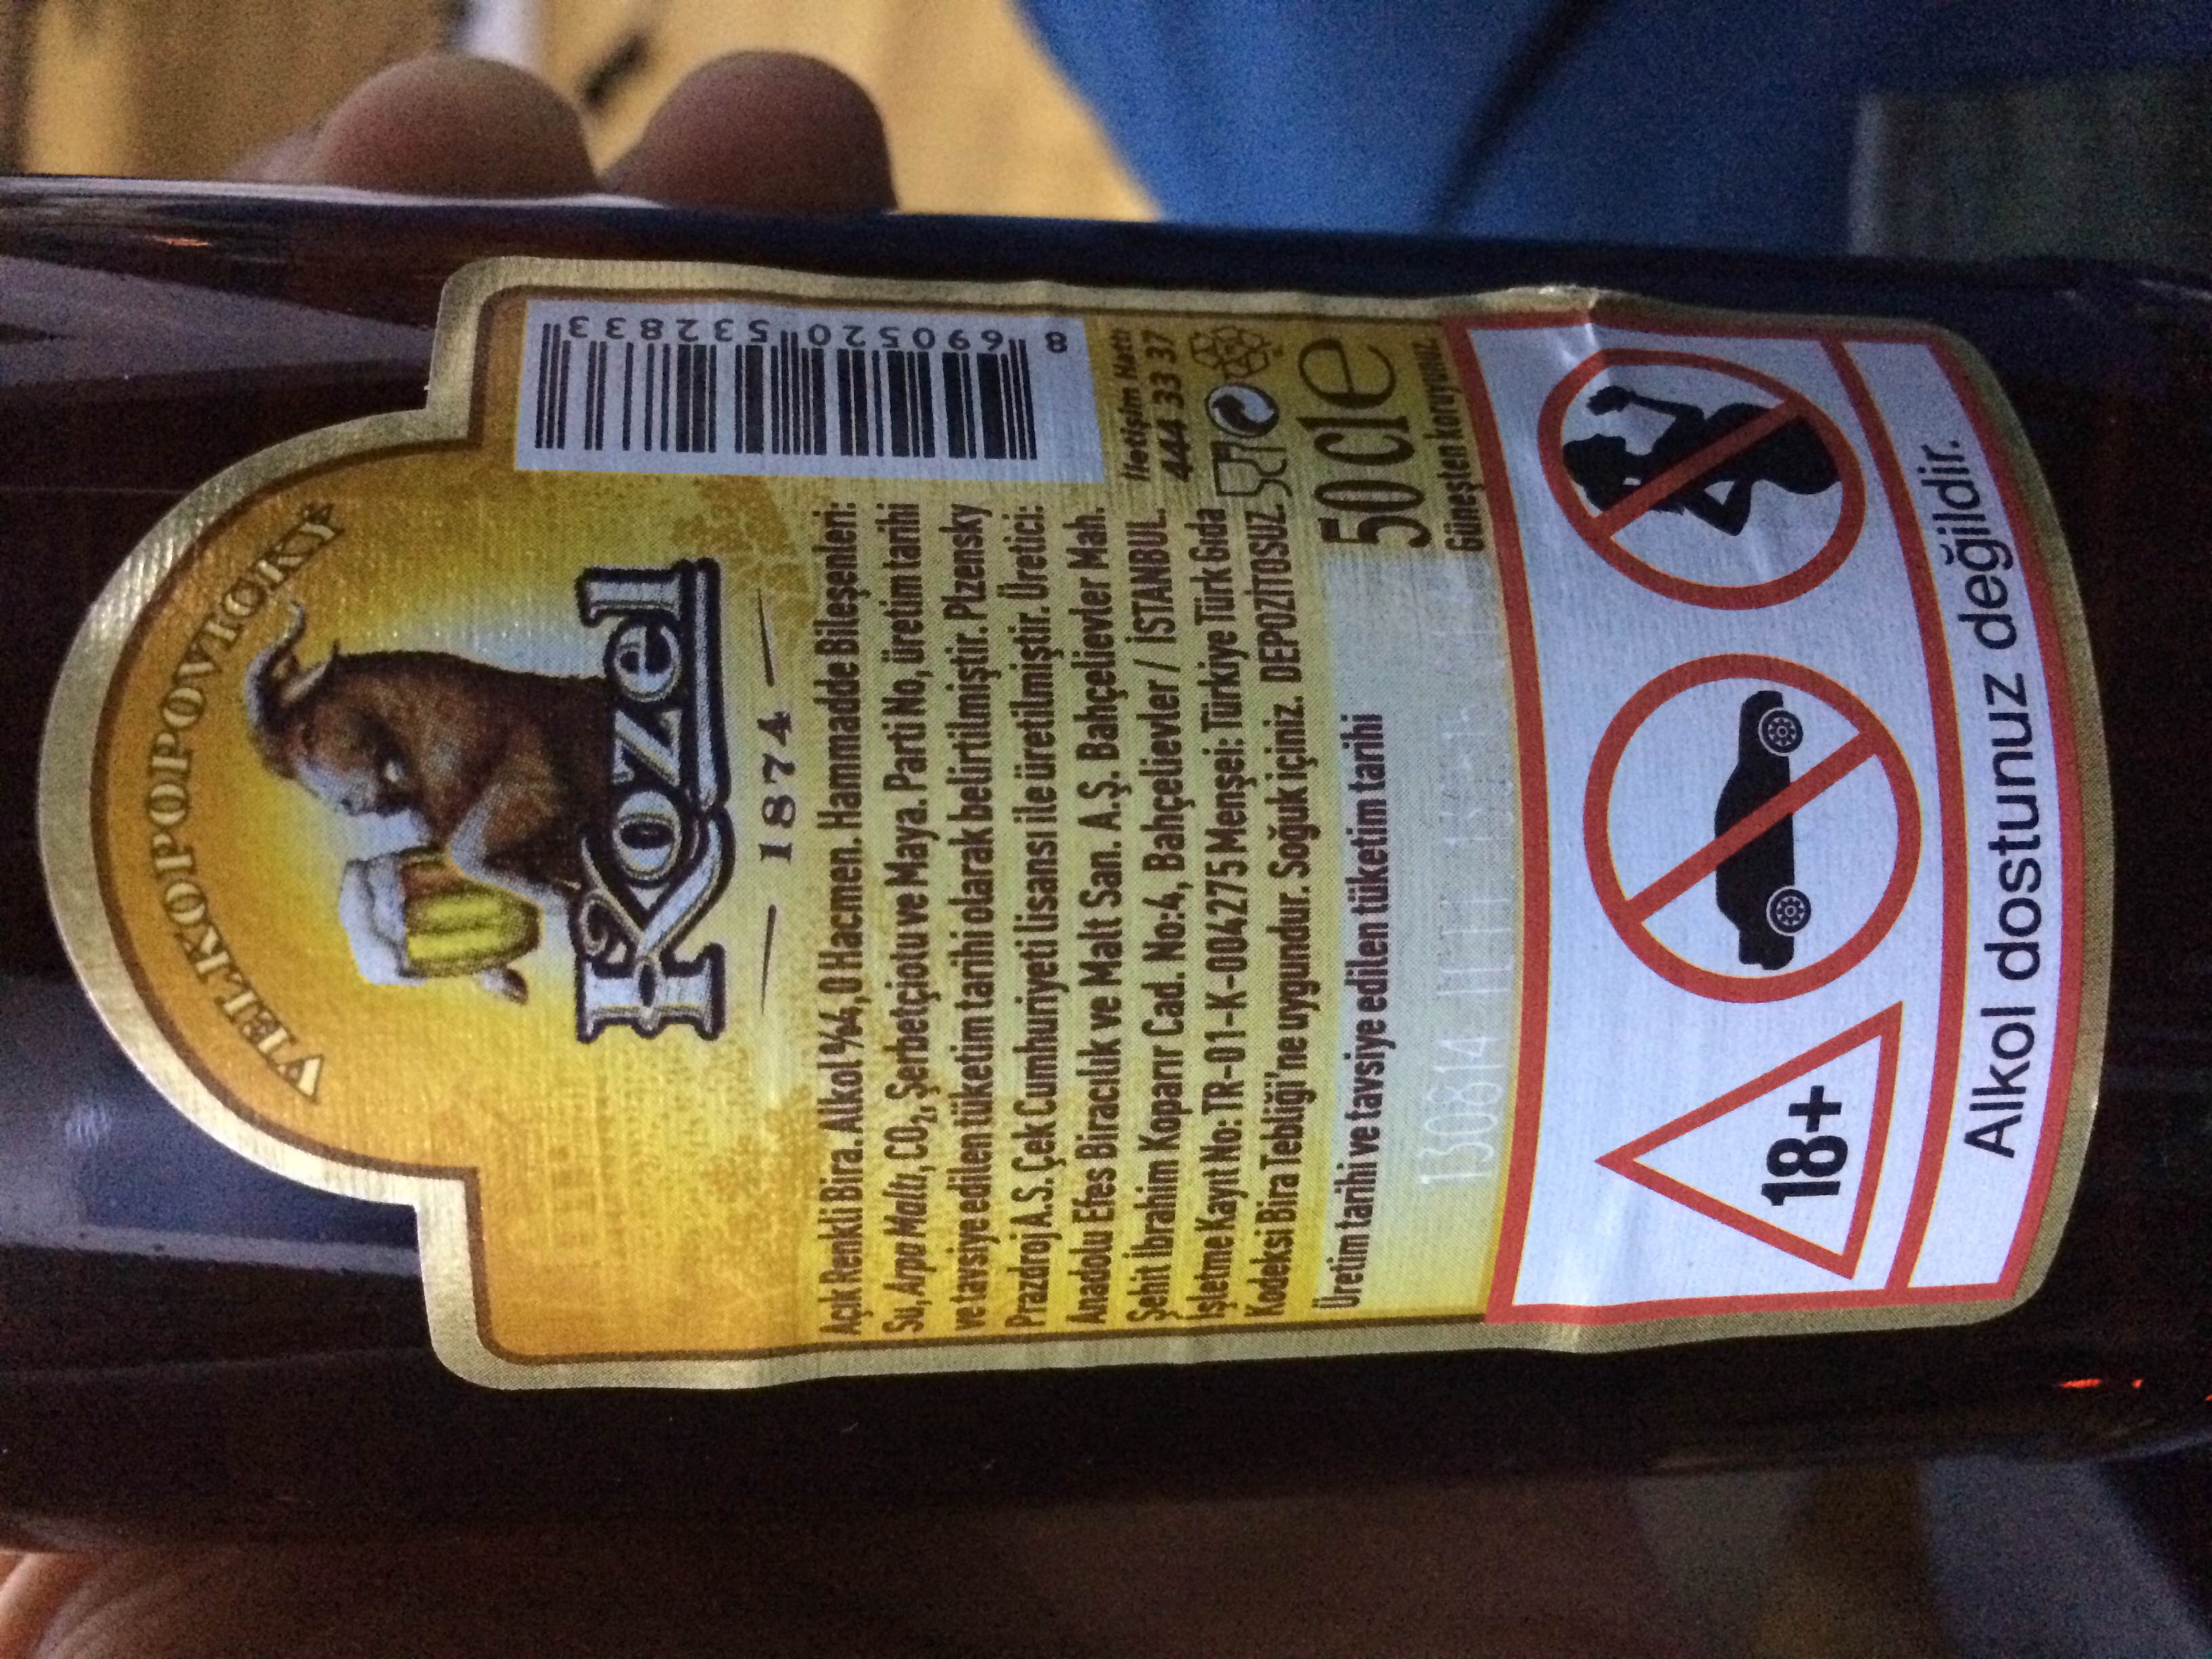 VELKOPOPOVICKÝ
Kozel
1874
Açık Renkli Bira. Alkol %4,0 Hacmen. Hammadde Bileşenleri:
Su, Arpa Maltı, CO₂, Şerbetçiotu ve Maya. Parti No, üretim tarihi
ve tavsiye edilen tüketim tarihi olarak belirtilmiştir. Plzensky
Prazdroj A.S. Çek Cumhuriyeti lisansı ile üretilmiştir. Üretici:
Anadolu Efes Biracılık ve Malt San. A.Ş. Bahçelievler Mah.
Şehit İbrahim Koparır Cad. No:4, Bahçelievler / İSTANBUL
İşletme Kayıt No: TR-01-K-004275 Menşei: Türkiye Türk Gıda
Kodeksi Bira Tebliği'ne uygundur. Soğuk içiniz. DEPOZİTOSUZ
Üretim tarihi ve tavsiye edilen tüketim tarihi
130814
8 690520 532833
İletişim Hattı
444 33 37
50 cl e
Güneşten koruyunuz.
18+
Alkol dostunuz değildir.